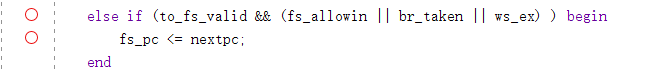 else if (to_fs_valid && (fs_allowin || br_taken || ws_ex) ) begin
fs_pc <= nextpc;
end